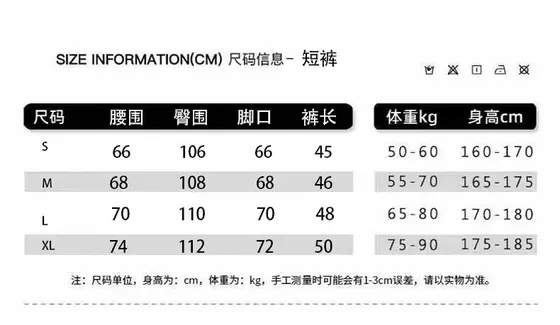 SIZE INFORMATION(CM) 尺码信息- 短裤
尺码 腰围 臀围 脚口 裤长 体重kg 身高cm
S 66 106 66 45 50-60 160-170
M 68 108 68 46 55-70 165-175
L 70 110 70 48 65-80 170-180
XL 74 112 72 50 75-90 175-185
注：尺码单位，身高为：cm，体重为：kg，手工测量时可能会有1-3cm误差，请以实物为准。